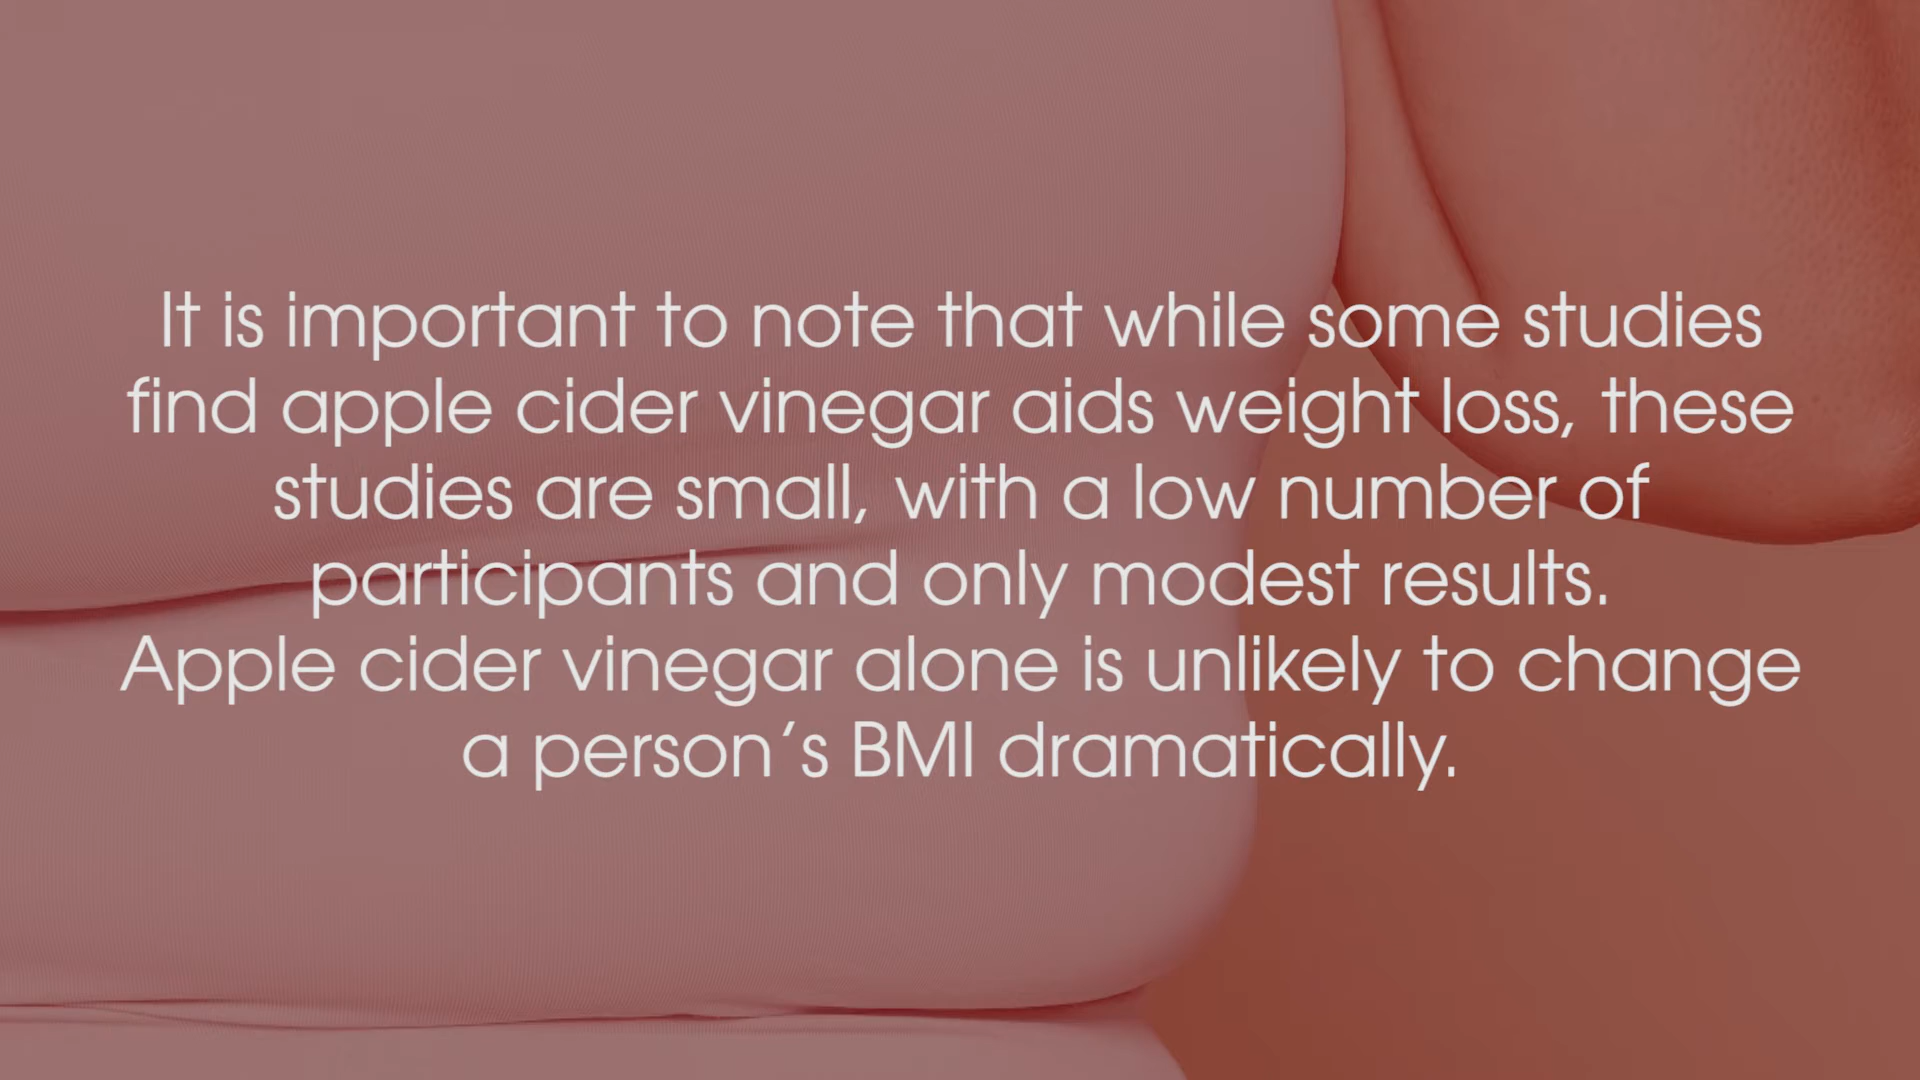 It is important to note that while some studies
find apple cider vinegar aids weight loss, these
studies are small, with a low number of
participants and only modest results.
Apple cider vinegar alone is unlikely to change
a person’s BMI dramatically.